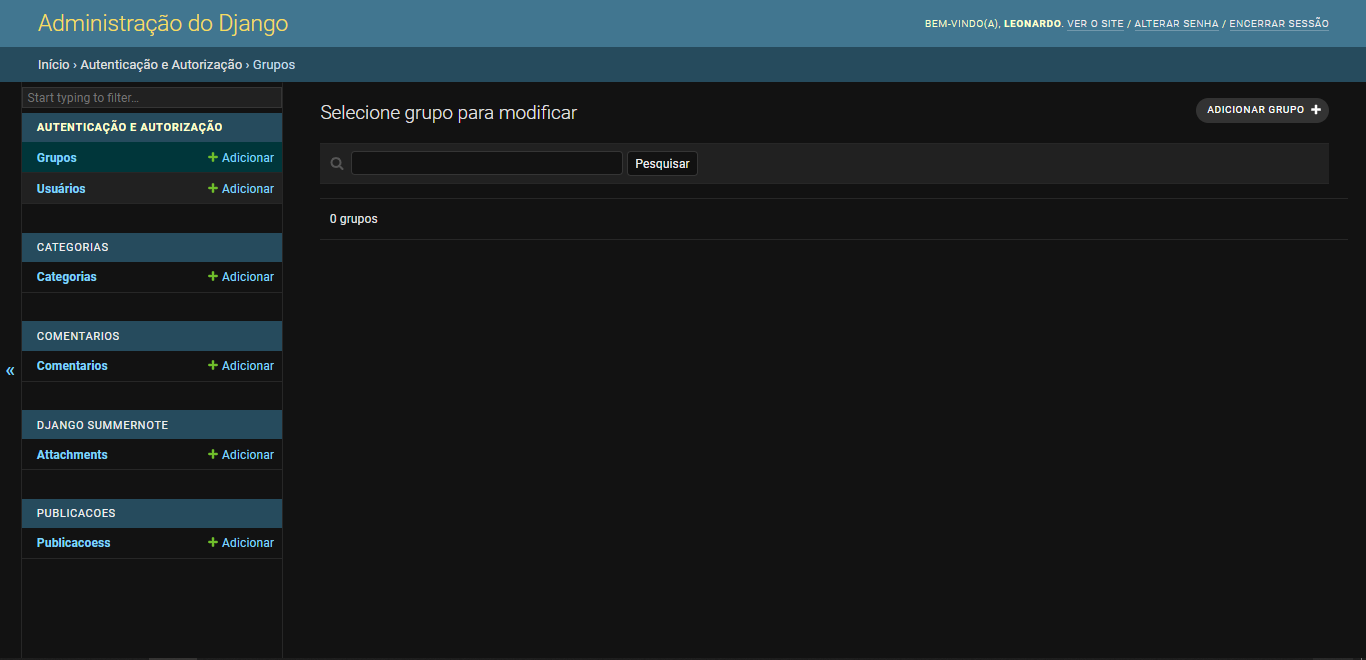 Administração do Django
BEM-VINDO(A), LEONARDO. VER O SITE / ALTERAR SENHA / ENCERRAR SESSÃO
Início › Autenticação e Autorização › Grupos
Start typing to filter...
AUTENTICAÇÃO E AUTORIZAÇÃO
Grupos + Adicionar
Usuários + Adicionar
CATEGORIAS
Categorias + Adicionar
COMENTARIOS
Comentarios + Adicionar
DJANGO SUMMERNOTE
Attachments + Adicionar
PUBLICACOES
Publicacoess + Adicionar
«
Selecione grupo para modificar
ADICIONAR GRUPO +
Pesquisar
0 grupos